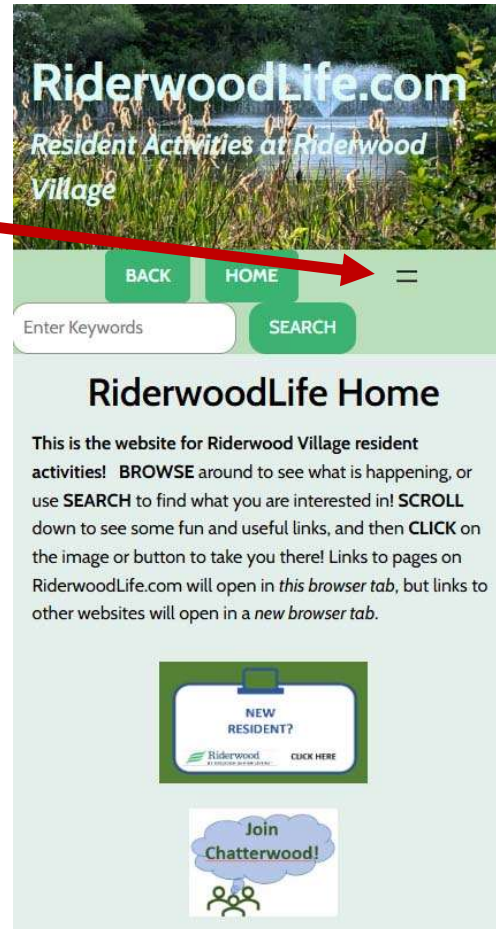 RiderwoodLife.com
Resident Activities at Riderwood
Village
BACK HOME
Enter Keywords SEARCH
RiderwoodLife Home
This is the website for Riderwood Village resident
activities! BROWSE around to see what is happening, or
use SEARCH to find what you are interested in! SCROLL
down to see some fun and useful links, and then CLICK on
the image or button to take you there! Links to pages on
RiderwoodLife.com will open in this browser tab, but links to
other websites will open in a new browser tab.
NEW
RESIDENT?
Riderwood CLICK HERE
Join
Chatterwood!